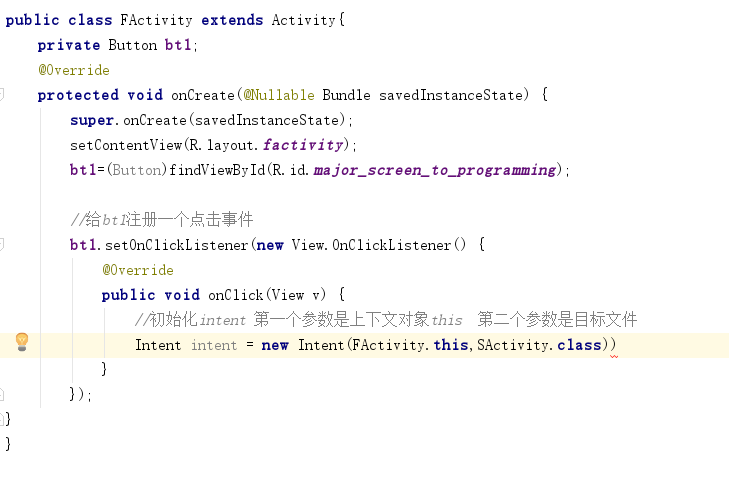 public class FActivity extends Activity{
private Button bt1;
@Override
protected void onCreate(@Nullable Bundle savedInstanceState) {
super.onCreate(savedInstanceState);
setContentView(R.layout.factivity);
bt1=(Button)findViewById(R.id.major_screen_to_programming);
//给bt1注册一个点击事件
bt1.setOnClickListener(new View.OnClickListener() {
@Override
public void onClick(View v) {
//初始化intent 第一个参数是上下文对象this  第二个参数是目标文件
Intent intent = new Intent(FActivity.this,SActivity.class))
}
});
}
}